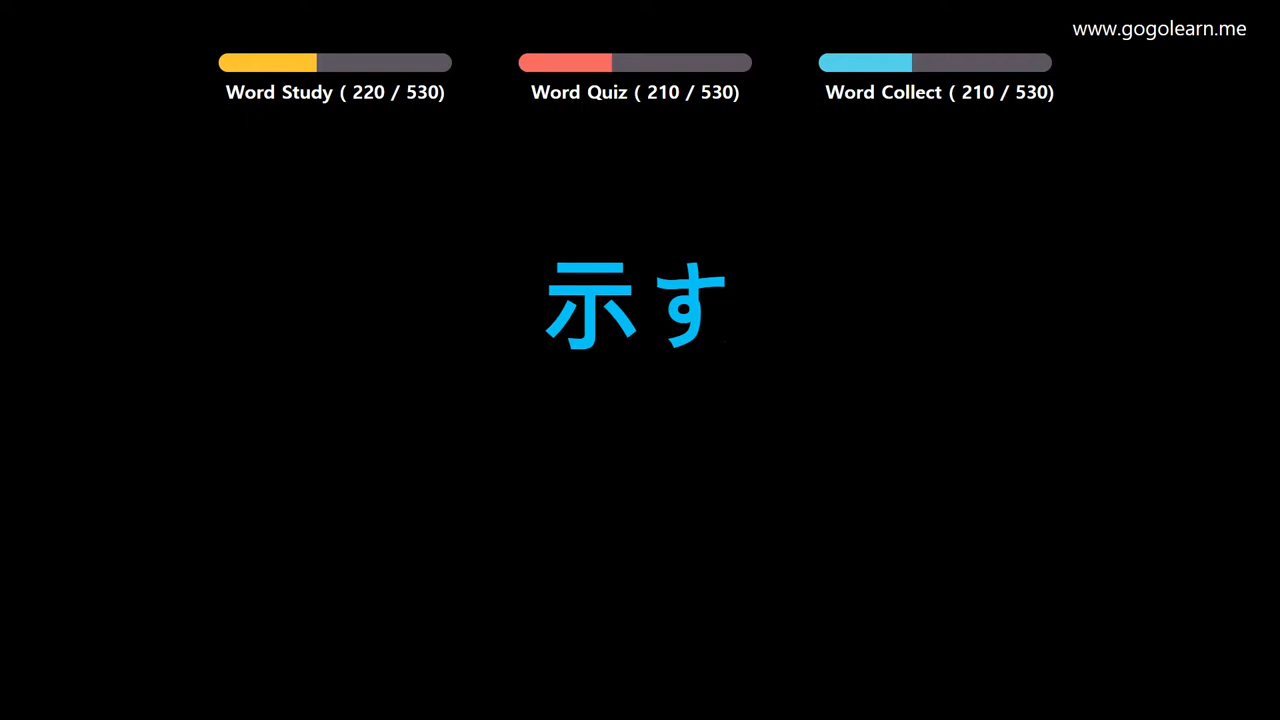 www.gogolearn.me
Word Study ( 220 / 530)
Word Quiz ( 210 / 530)
Word Collect ( 210 / 530)
示す